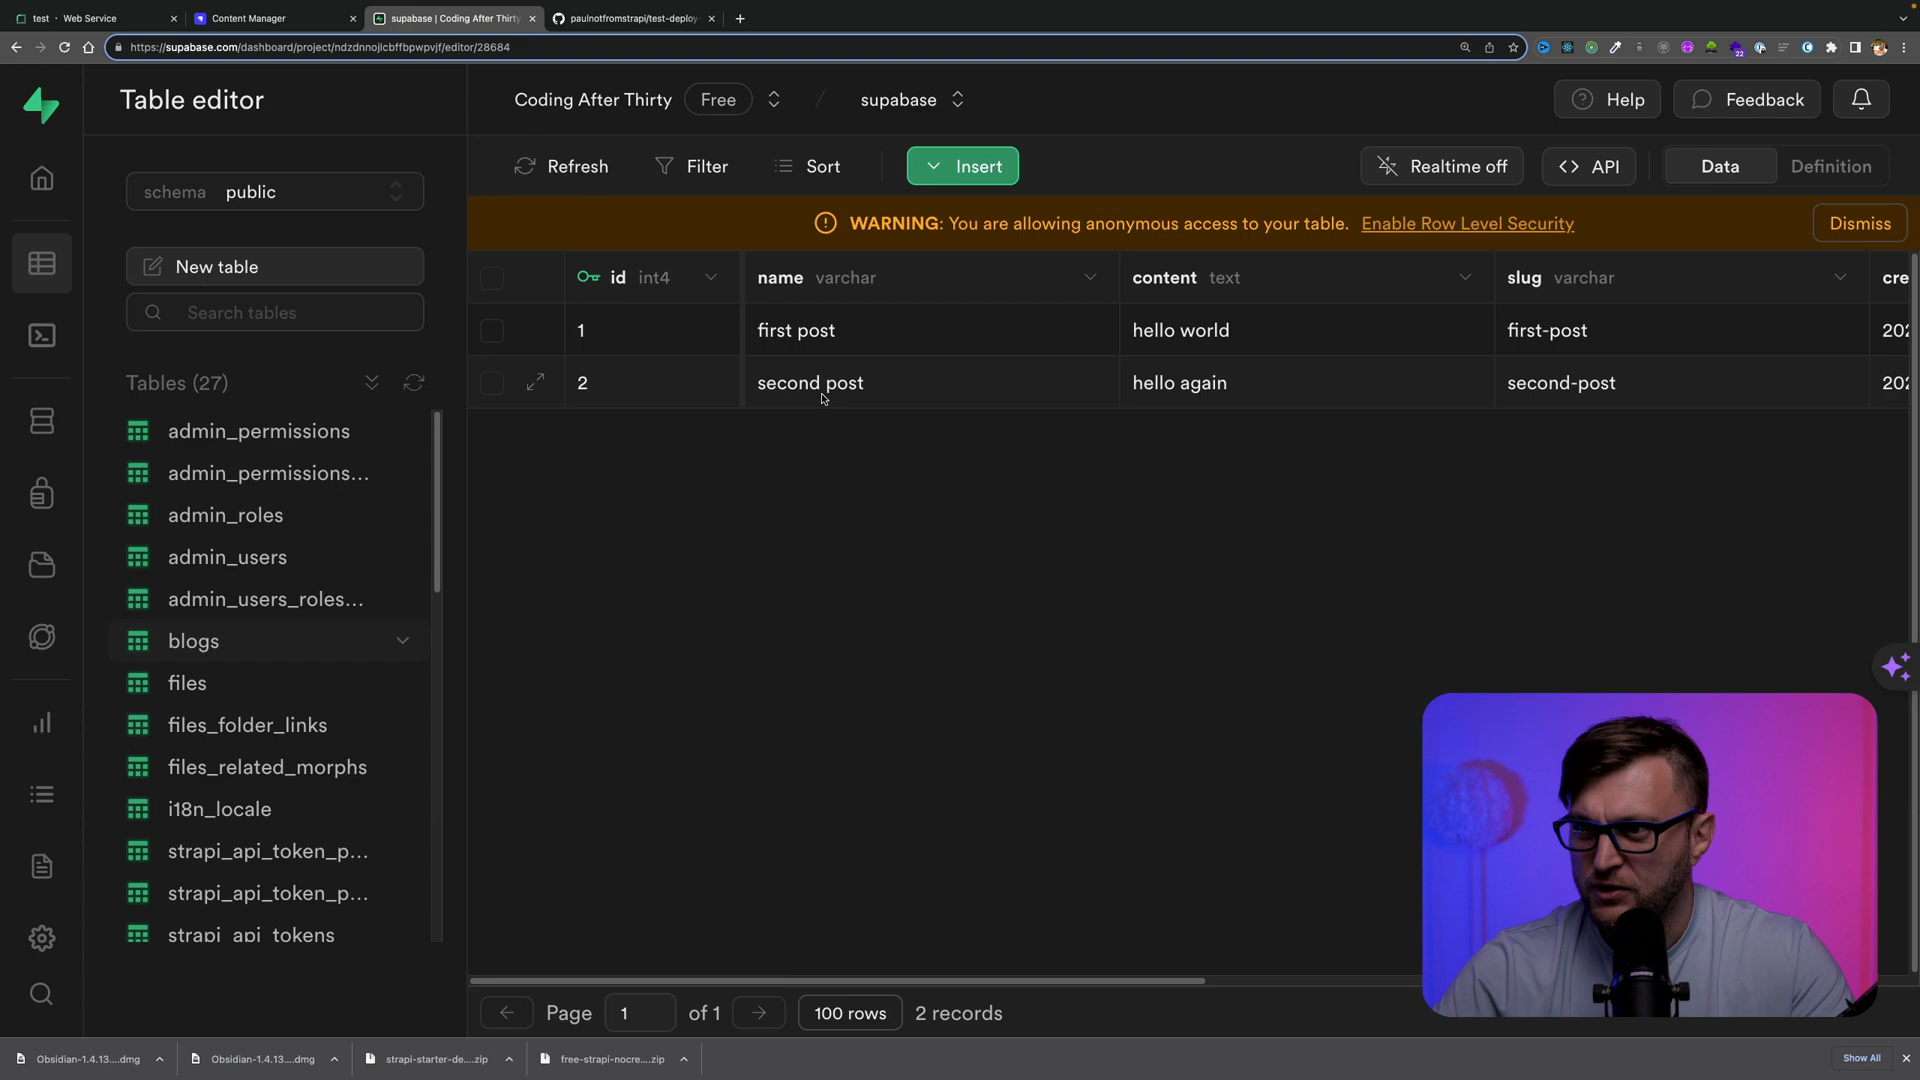 test · Web Service
Content Manager
supabase | Coding After Thirty
paulnotfromstrapi/test-deploy-
https://supabase.com/dashboard/project/ndzdnnojlcbffbpwpvjf/editor/28684
22
Table editor
Coding After Thirty Free / supabase
Help
Feedback
schema public
Refresh Filter Sort Insert
Realtime off API Data Definition
WARNING: You are allowing anonymous access to your table. Enable Row Level Security
Dismiss
New table
Search tables
id int4 name varchar content text slug varchar cre
1 first post hello world first-post 202
2 second post hello again second-post 202
Tables (27)
admin_permissions
admin_permissions...
admin_roles
admin_users
admin_users_roles...
blogs
files
files_folder_links
files_related_morphs
i18n_locale
strapi_api_token_p...
strapi_api_token_p...
strapi_api_tokens
Page 1 of 1 100 rows 2 records
Obsidian-1.4.13....dmg
Obsidian-1.4.13....dmg
strapi-starter-de....zip
free-strapi-nocre....zip
Show All